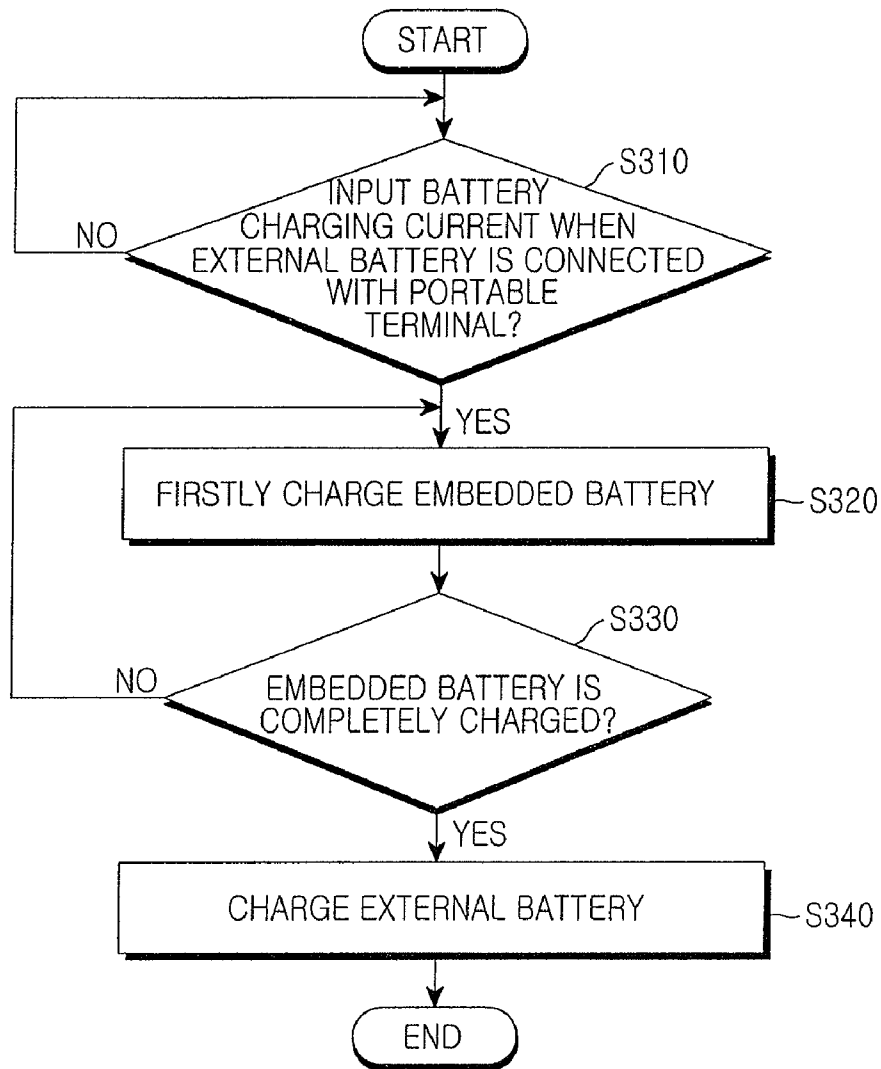 START
S310
INPUT BATTERY
CHARGING CURRENT WHEN
EXTERNAL BATTERY IS CONNECTED
WITH PORTABLE
TERMINAL?
NO
YES
FIRSTLY CHARGE EMBEDDED BATTERY
S320
S330
EMBEDDED BATTERY IS
COMPLETELY CHARGED?
NO
YES
CHARGE EXTERNAL BATTERY
S340
END